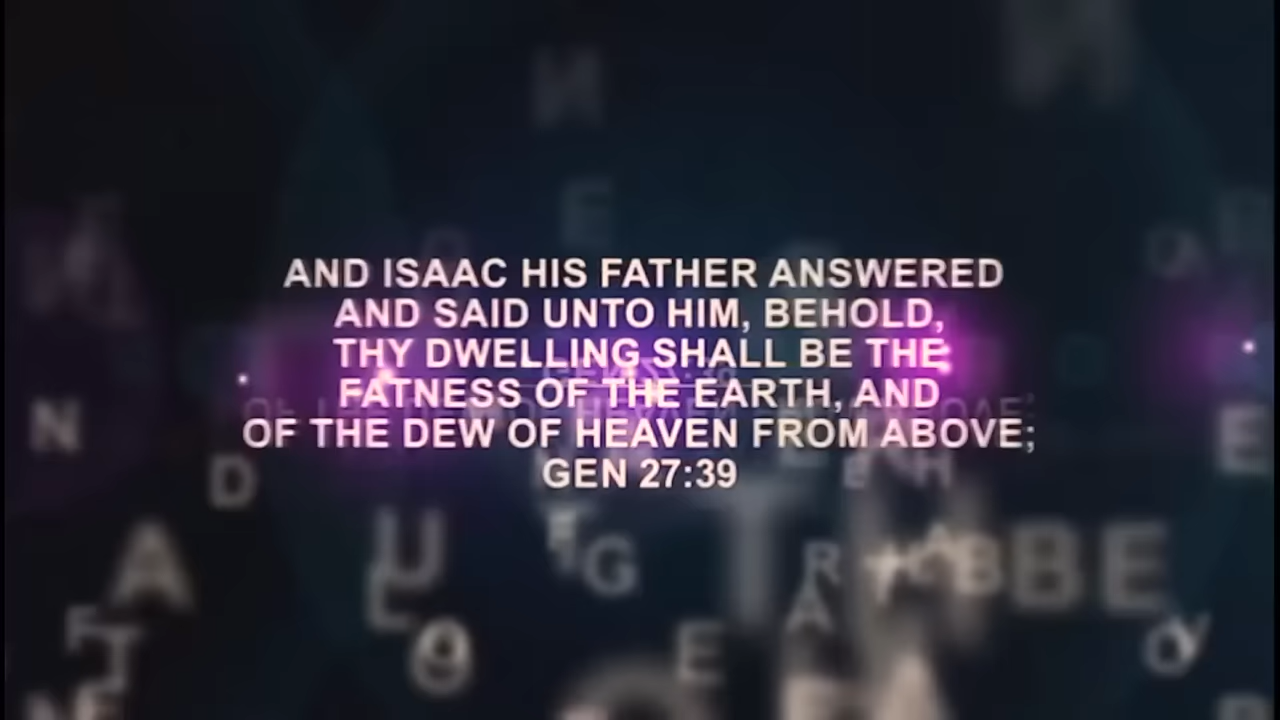 AND ISAAC HIS FATHER ANSWERED
AND SAID UNTO HIM, BEHOLD,
THY DWELLING SHALL BE THE
FATNESS OF THE EARTH, AND
OF THE DEW OF HEAVEN FROM ABOVE;
GEN 27:39